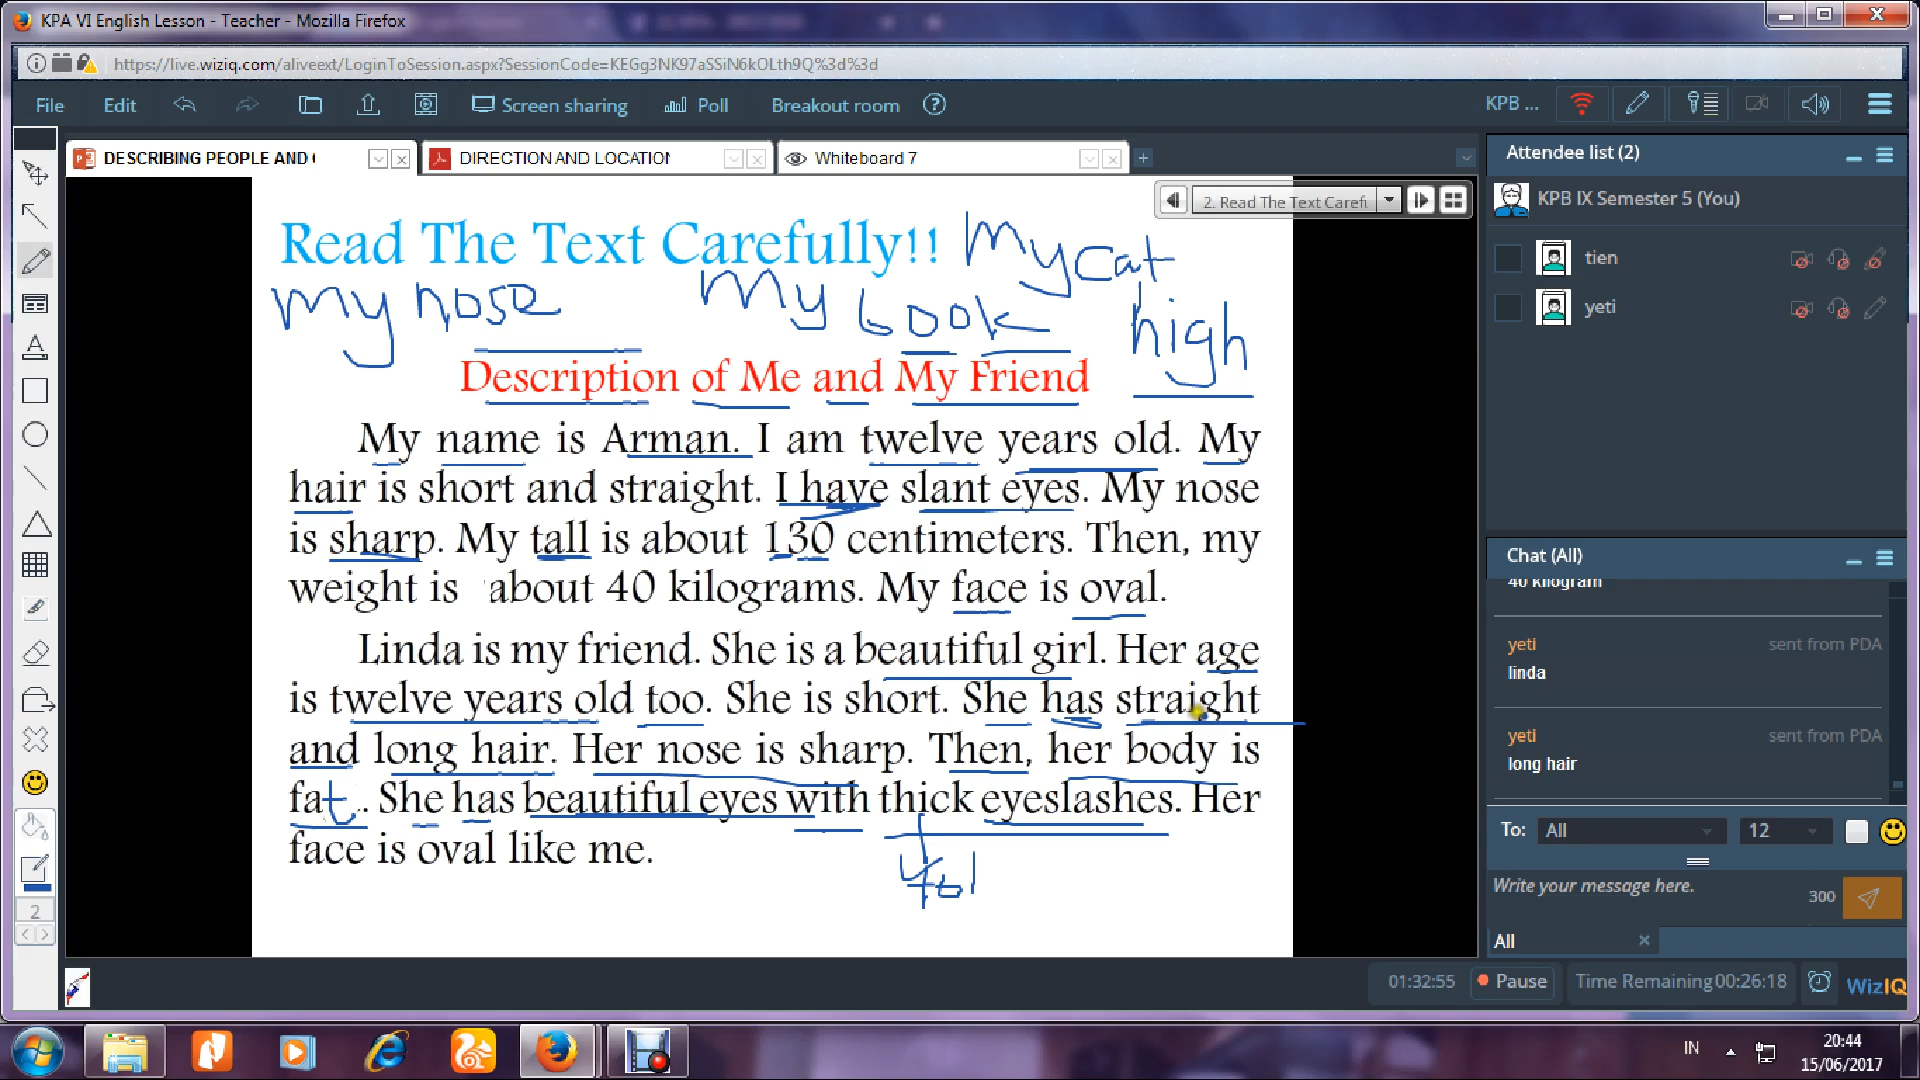 KPA VI English Lesson - Teacher - Mozilla Firefox
https://live.wiziq.com/aliveext/LoginToSession.aspx?SessionCode=KEGg3NK97aSSiN6kOLth9Q%3d%3d
File Edit Screen sharing Poll Breakout room ? KPB ...
DESCRIBING PEOPLE AND DIRECTION AND LOCATION Whiteboard 7 +
2. Read The Text Carefu
Read The Text Carefully!! My cat
my nose My book high
Description of Me and My Friend
My name is Arman. I am twelve years old. My
hair is short and straight. I have slant eyes. My nose
is sharp. My tall is about 130 centimeters. Then, my
weight is about 40 kilograms. My face is oval.
Linda is my friend. She is a beautiful girl. Her age
is twelve years old too. She is short. She has straight
and long hair. Her nose is sharp. Then, her body is
fat. She has beautiful eyes with thick eyeslashes. Her
face is oval like me.
2
Attendee list (2)
KPB IX Semester 5 (You)
tien
yeti
Chat (All)
40 kilogram
yeti sent from PDA
linda
yeti sent from PDA
long hair
To: All 12
Write your message here. 300
All
01:32:55 Pause Time Remaining 00:26:18 WizIQ
IN 20:44
15/06/2017